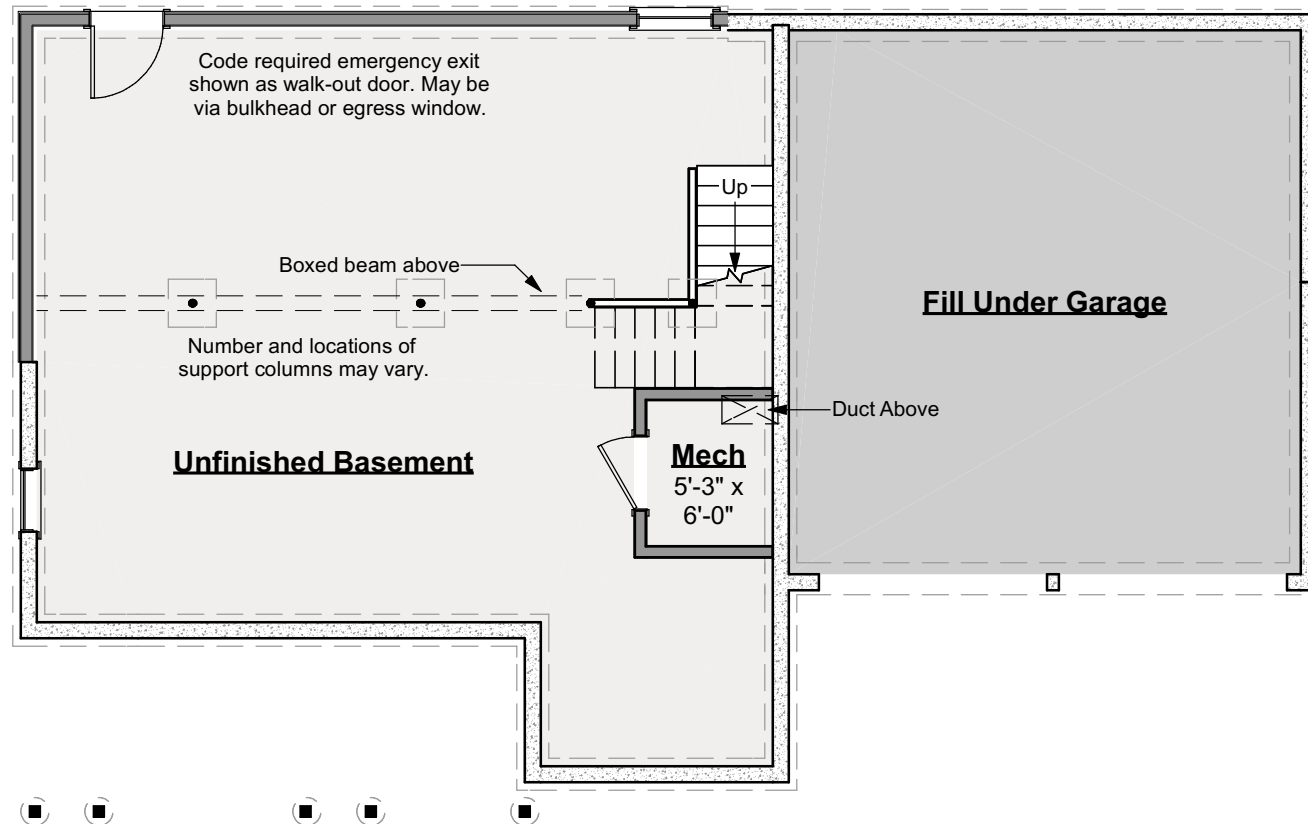 Code required emergency exit
shown as walk-out door. May be
via bulkhead or egress window.
Up
Boxed beam above
Fill Under Garage
Number and locations of
support columns may vary.
Duct Above
Unfinished Basement
Mech
5'-3" x
6'-0"